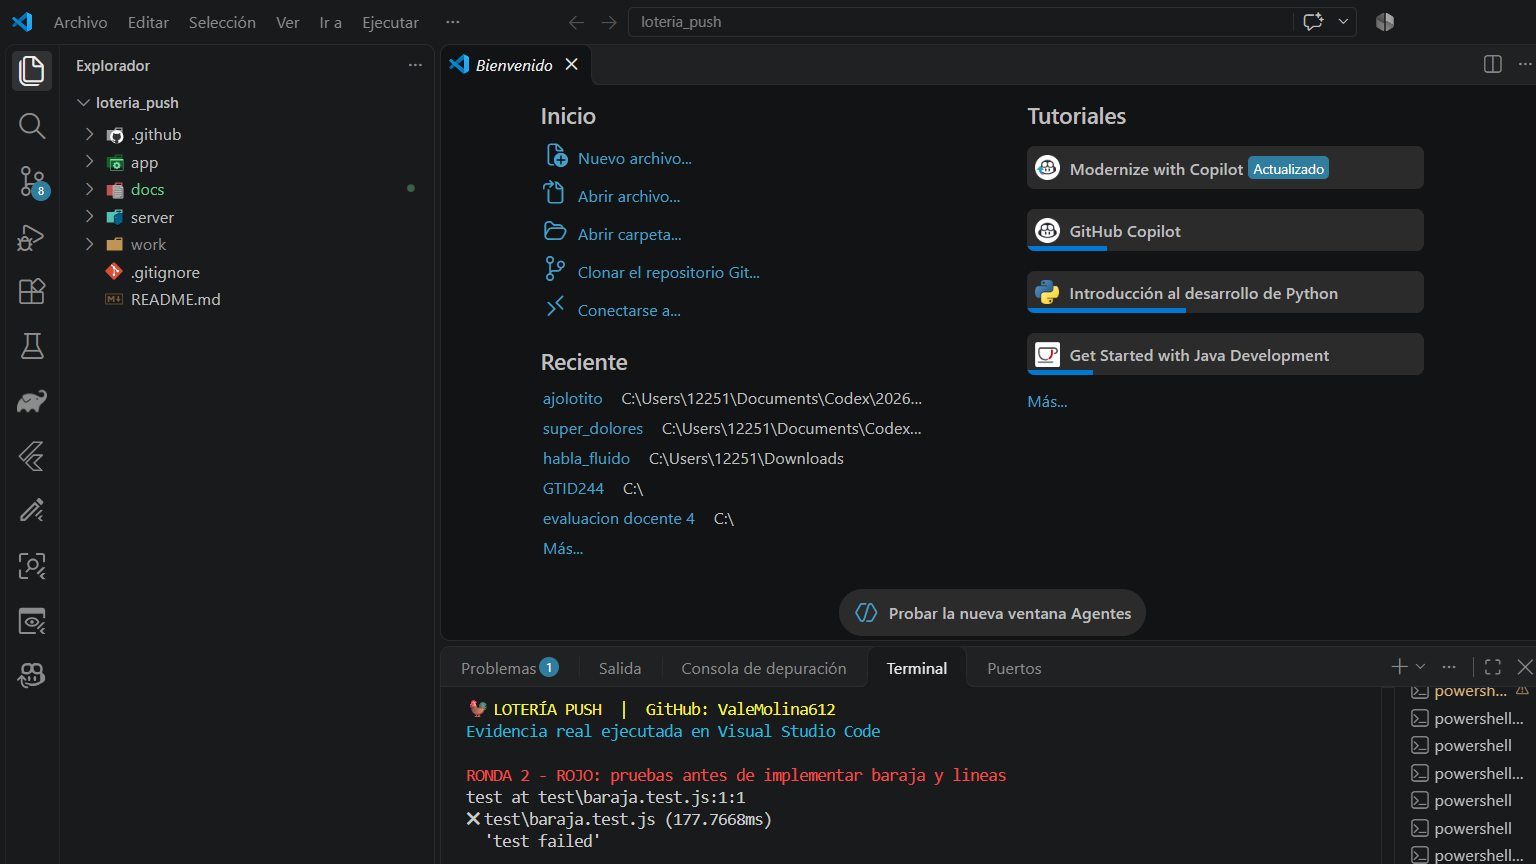 Archivo Editar Selección Ver Ir a Ejecutar ··· loteria_push
Explorador ···
loteria_push
.github
app
docs
server
work
.gitignore
README.md
8
Bienvenido
Inicio
Nuevo archivo...
Abrir archivo...
Abrir carpeta...
Clonar el repositorio Git...
Conectarse a...
Reciente
ajolotito C:\Users\12251\Documents\Codex\2026...
super_dolores C:\Users\12251\Documents\Codex...
habla_fluido C:\Users\12251\Downloads
GTID244 C:\
evaluacion docente 4 C:\
Más...
Tutoriales
Modernize with Copilot Actualizado
GitHub Copilot
Introducción al desarrollo de Python
Get Started with Java Development
Más...
Probar la nueva ventana Agentes
Problemas 1 Salida Consola de depuración Terminal Puertos
LOTERÍA PUSH | GitHub: ValeMolina612
Evidencia real ejecutada en Visual Studio Code
RONDA 2 - ROJO: pruebas antes de implementar baraja y lineas
test at test\baraja.test.js:1:1
test\baraja.test.js (177.7668ms)
'test failed'
powersh...
powershell...
powershell
powershell...
powershell
powershell
powershell...